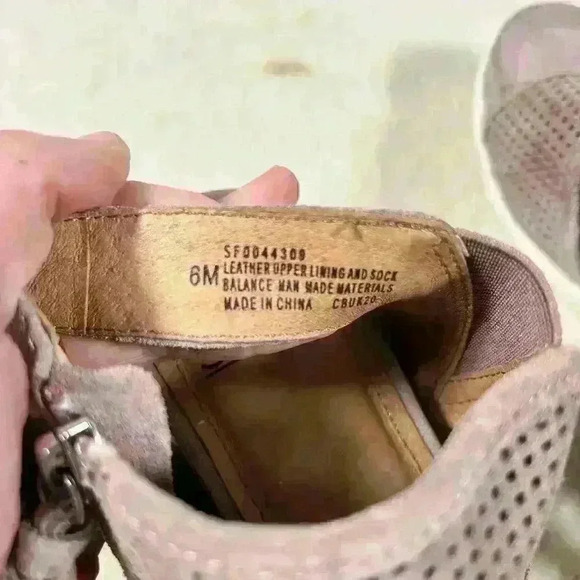 SF0044309
6M LEATHER UPPER LINING AND SOCK
BALANCE MAN MADE MATERIALS
MADE IN CHINA CBUK20